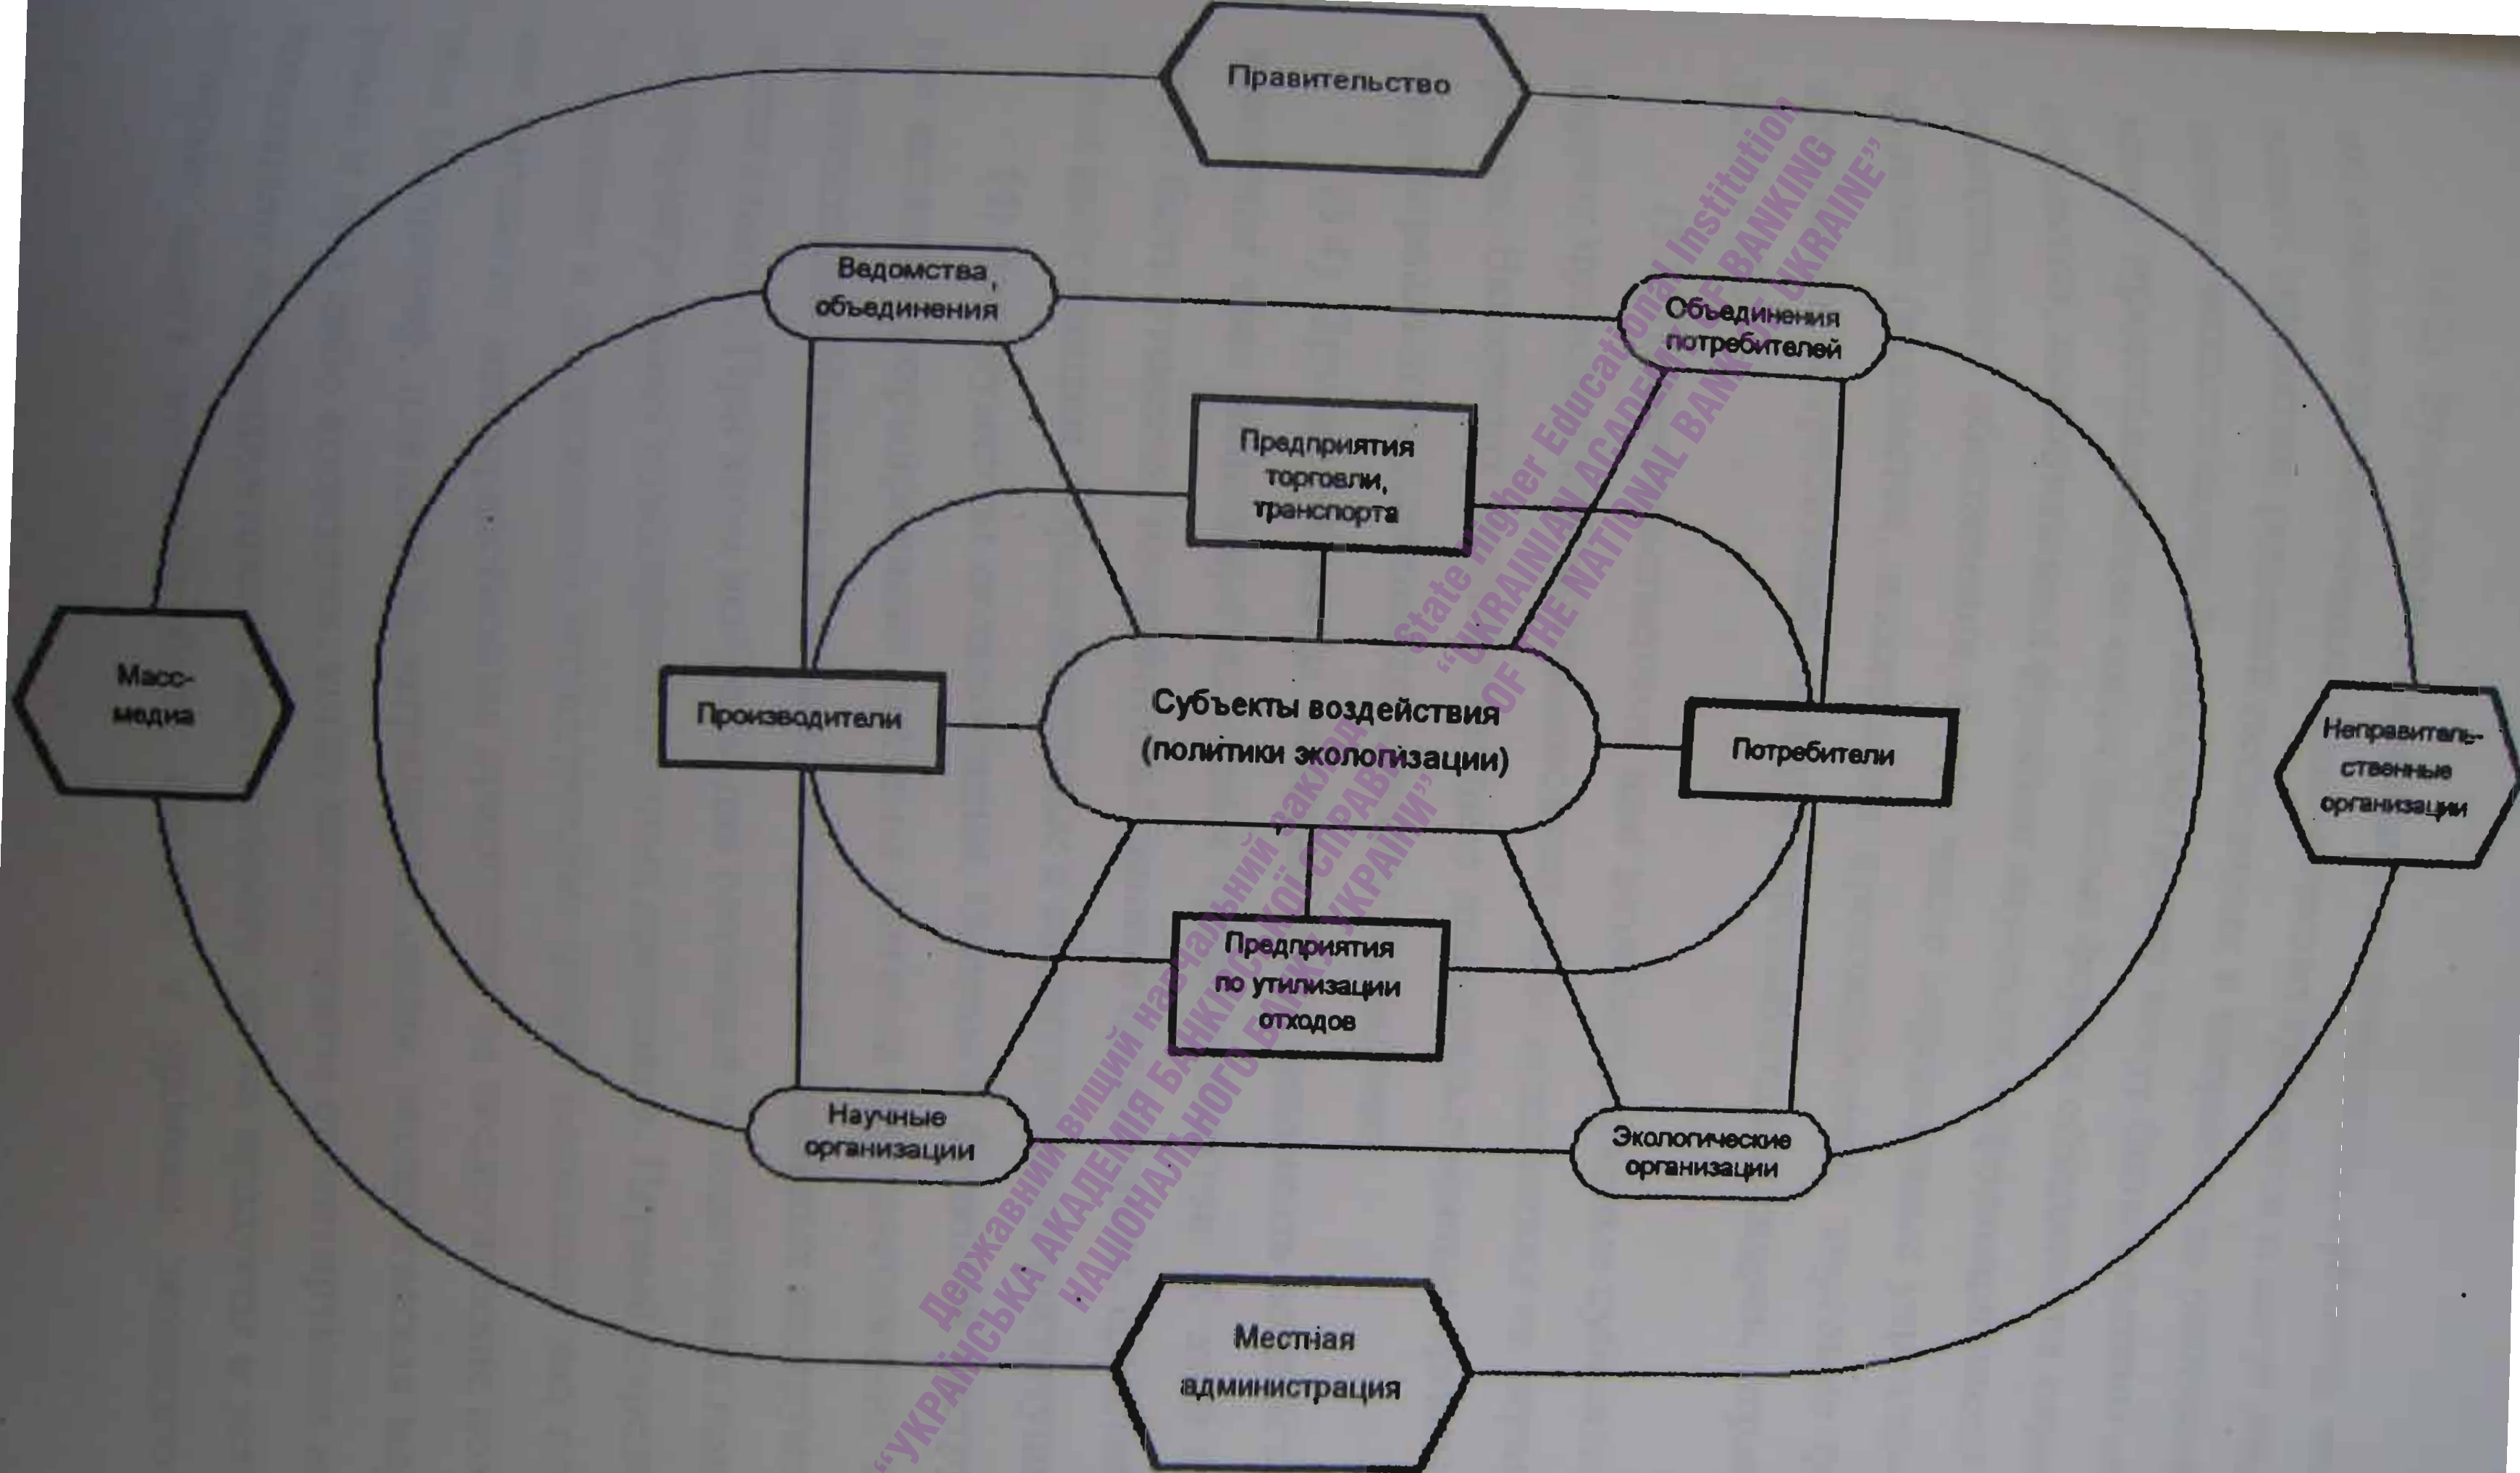 Правительство
Ведомства,
объединения
Объединения
потребителей
Предприятия
торговли,
транспорта
Масс-
медиа
Производители
Субъекты воздействия
(политики экологизации)
Потребители
Неправитель-
ственные
организации
Предприятия
по утилизации
отходов
Научные
организации
Экологические
организации
Местная
администрация
State Higher Educational Institution
“UKRAINIAN ACADEMY OF BANKING
OF THE NATIONAL BANK OF UKRAINE”
Державний вищий навчальний заклад
“УКРАЇНСЬКА АКАДЕМІЯ БАНКІВСЬКОЇ СПРАВИ
НАЦІОНАЛЬНОГО БАНКУ УКРАЇНИ”